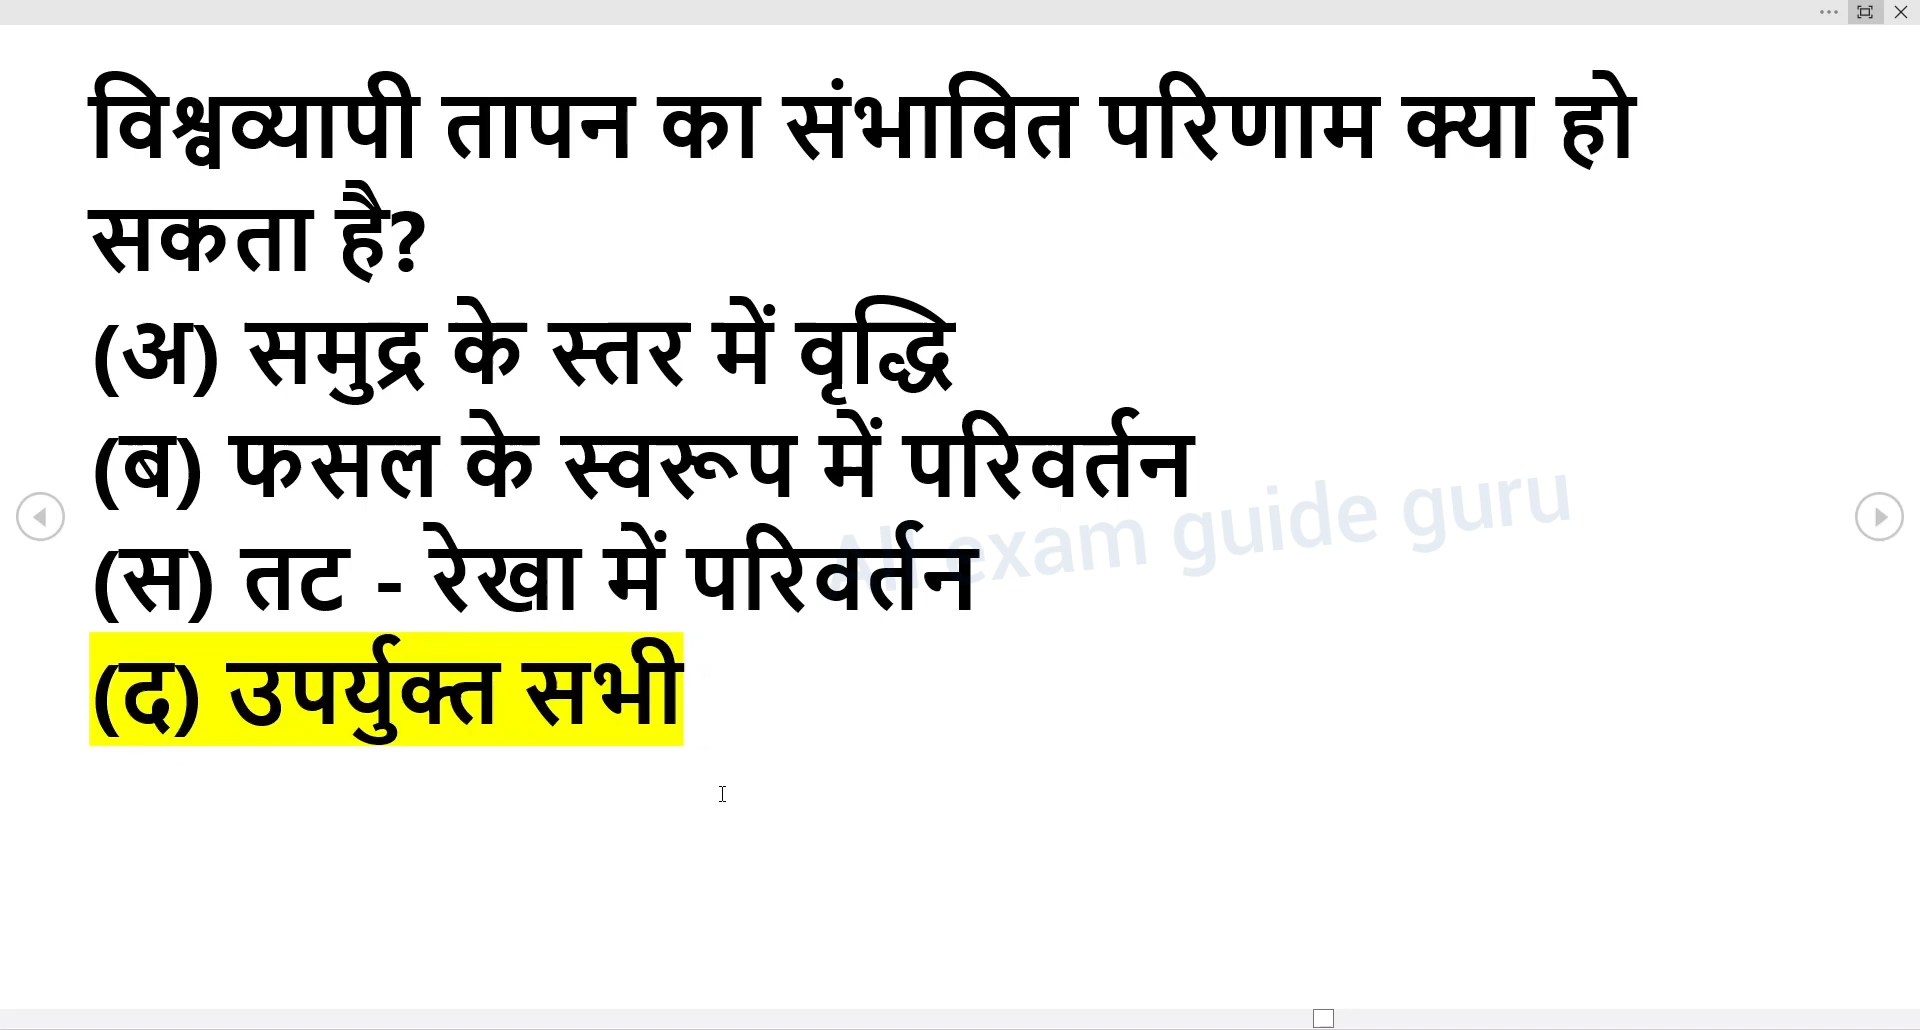 विश्वव्यापी तापन का संभावित परिणाम क्या हो
सकता है?
(अ) समुद्र के स्तर में वृद्धि
(ब) फसल के स्वरूप में परिवर्तन
(स) तट - रेखा में परिवर्तन
(द) उपर्युक्त सभी
All exam guide guru